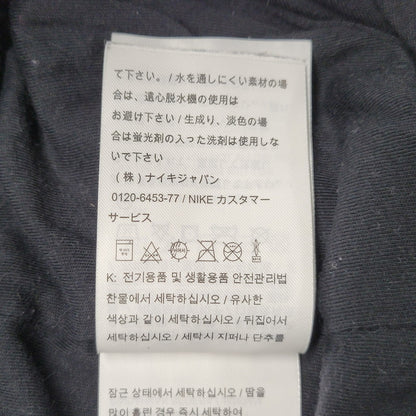 て下さい。/ 水を通しにくい素材の場
合は、遠心脱水機の使用は
お避け下さい / 生成り、淡色の場
合は蛍光剤の入った洗剤は使用しな
いで下さい
（株）ナイキジャパン
0120-6453-77 / NIKE カスタマー
サービス
K: 전기용품 및 생활용품 안전관리법
찬물에서 세탁하십시오 / 유사한
색상과 같이 세탁하십시오 / 뒤집어서
세탁하십시오 / 세탁시 지퍼나 단추를
잠근 상태에서 세탁하십시오 / 땀을
많이 흘린 경우 즉시 세탁하십시오